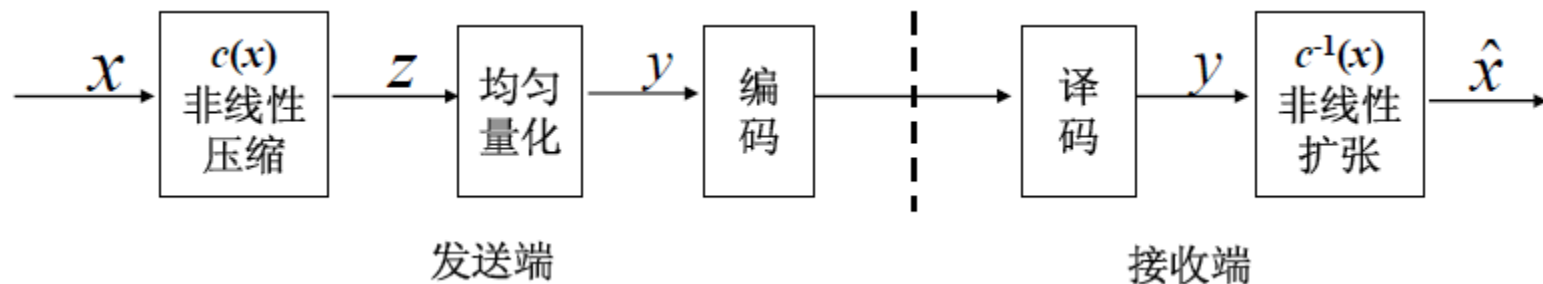 x
c(x)
非线性
压缩
z
均匀
量化
y
编
码
译
码
y
c⁻¹(x)
非线性
扩张
x̂
发送端
接收端